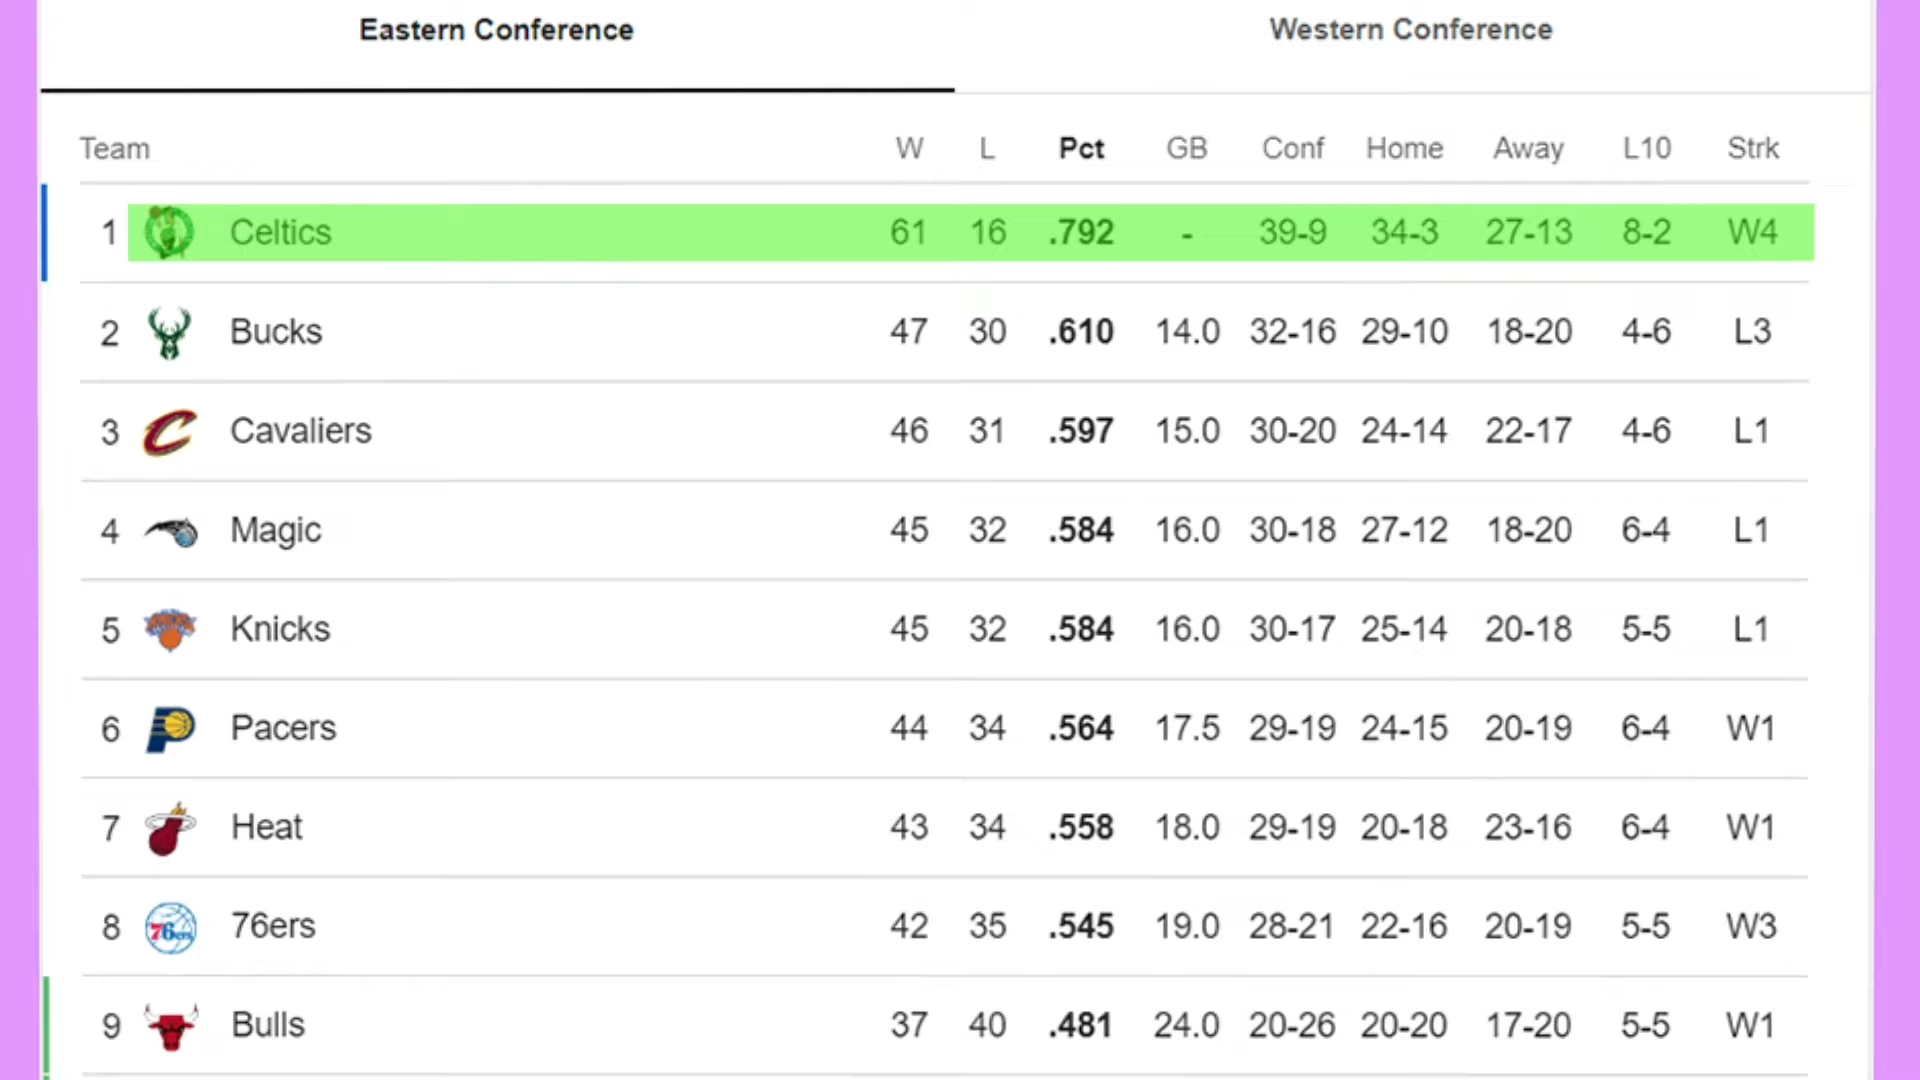 Eastern Conference Western Conference
Team W L Pct GB Conf Home Away L10 Strk
1 Celtics 61 16 .792 - 39-9 34-3 27-13 8-2 W4
2 Bucks 47 30 .610 14.0 32-16 29-10 18-20 4-6 L3
3 Cavaliers 46 31 .597 15.0 30-20 24-14 22-17 4-6 L1
4 Magic 45 32 .584 16.0 30-18 27-12 18-20 6-4 L1
5 Knicks 45 32 .584 16.0 30-17 25-14 20-18 5-5 L1
6 Pacers 44 34 .564 17.5 29-19 24-15 20-19 6-4 W1
7 Heat 43 34 .558 18.0 29-19 20-18 23-16 6-4 W1
8 76ers 76ers 42 35 .545 19.0 28-21 22-16 20-19 5-5 W3
9 Bulls 37 40 .481 24.0 20-26 20-20 17-20 5-5 W1